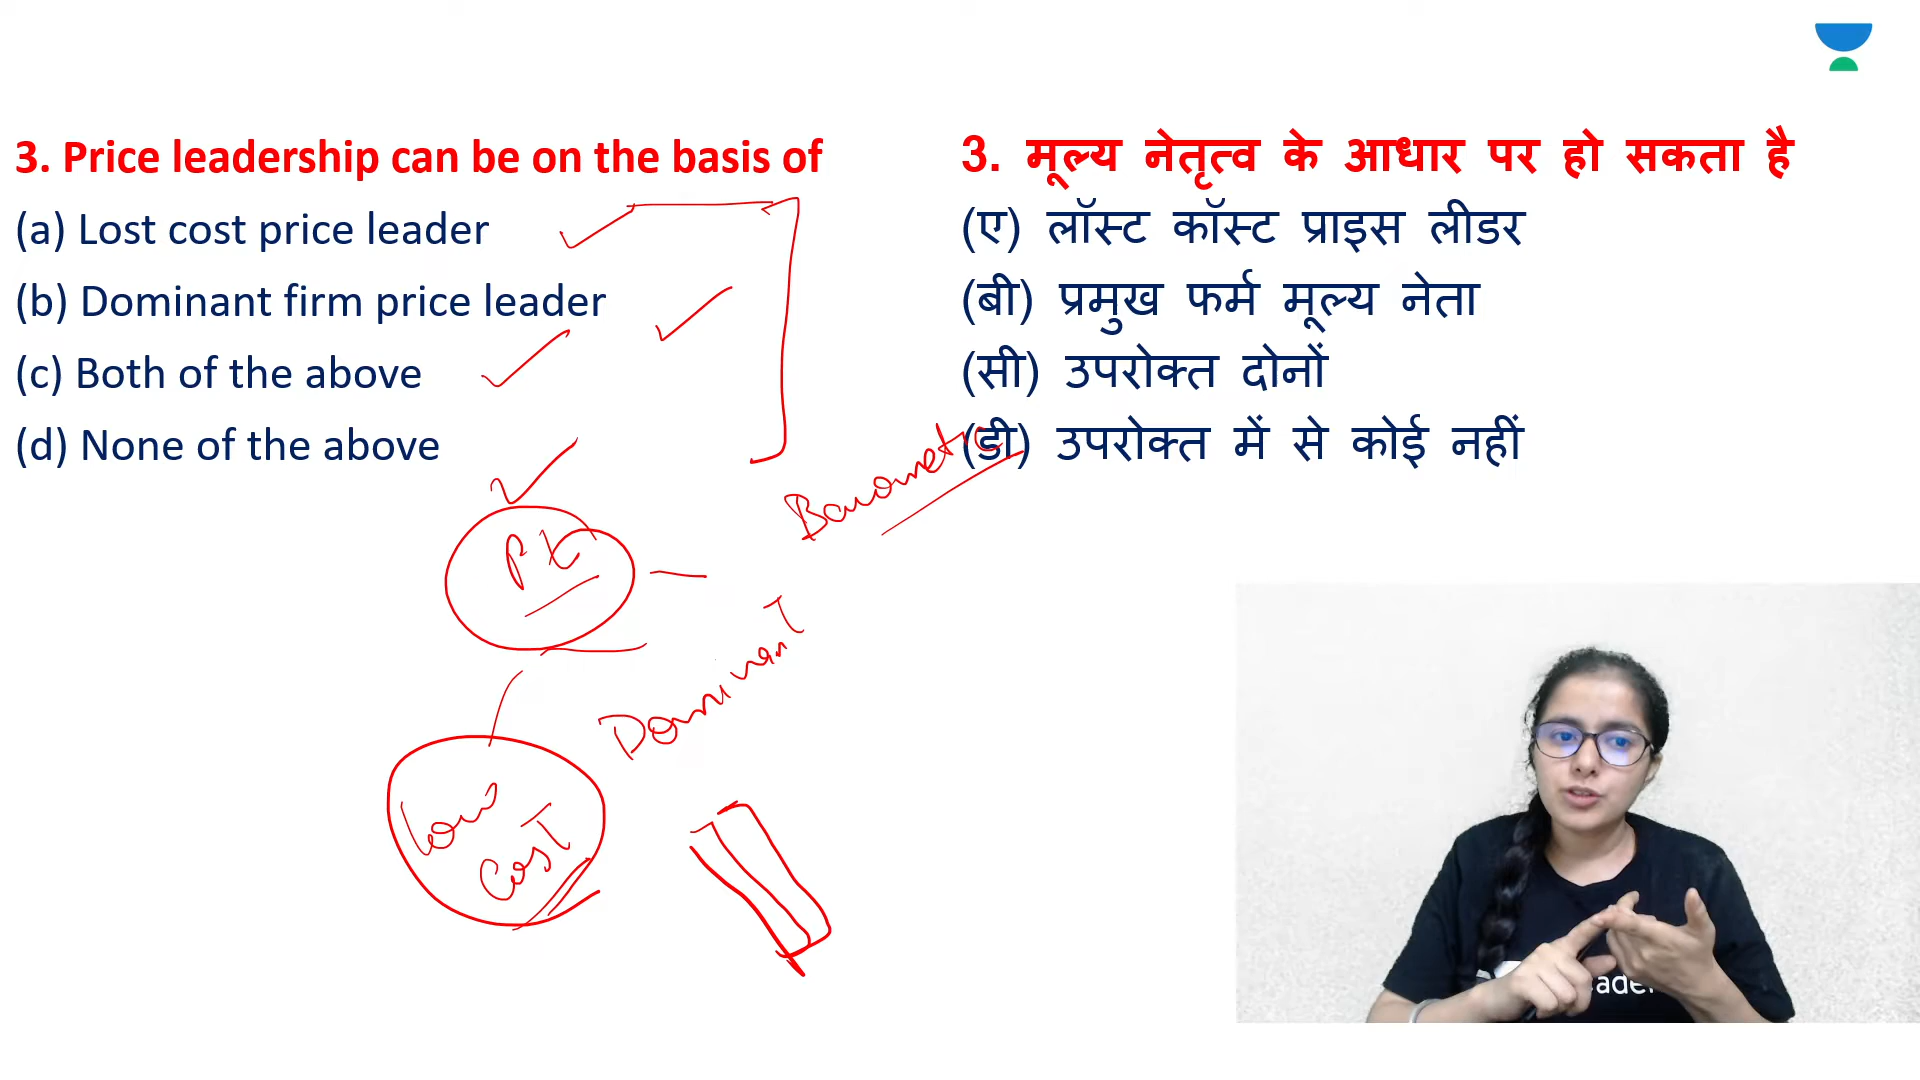 3. Price leadership can be on the basis of
(a) Lost cost price leader
(b) Dominant firm price leader
(c) Both of the above
(d) None of the above
3. मूल्य नेतृत्व के आधार पर हो सकता है
(ए) लॉस्ट कॉस्ट प्राइस लीडर
(बी) प्रमुख फर्म मूल्य नेता
(सी) उपरोक्त दोनों
(डी) उपरोक्त में से कोई नहीं
Barometric
Dominant
Low
Cost